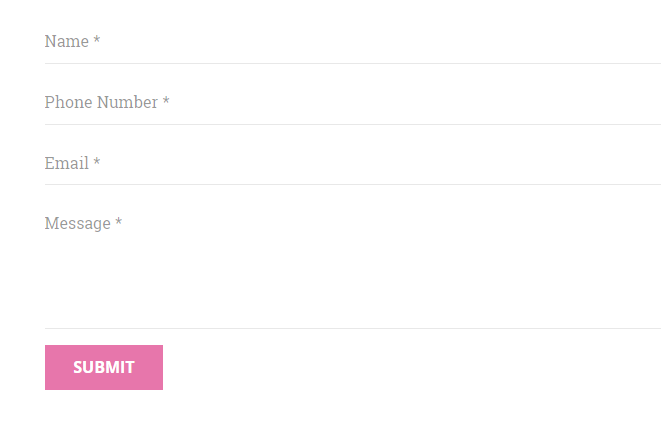 Name *
Phone Number *
Email *
Message *
SUBMIT